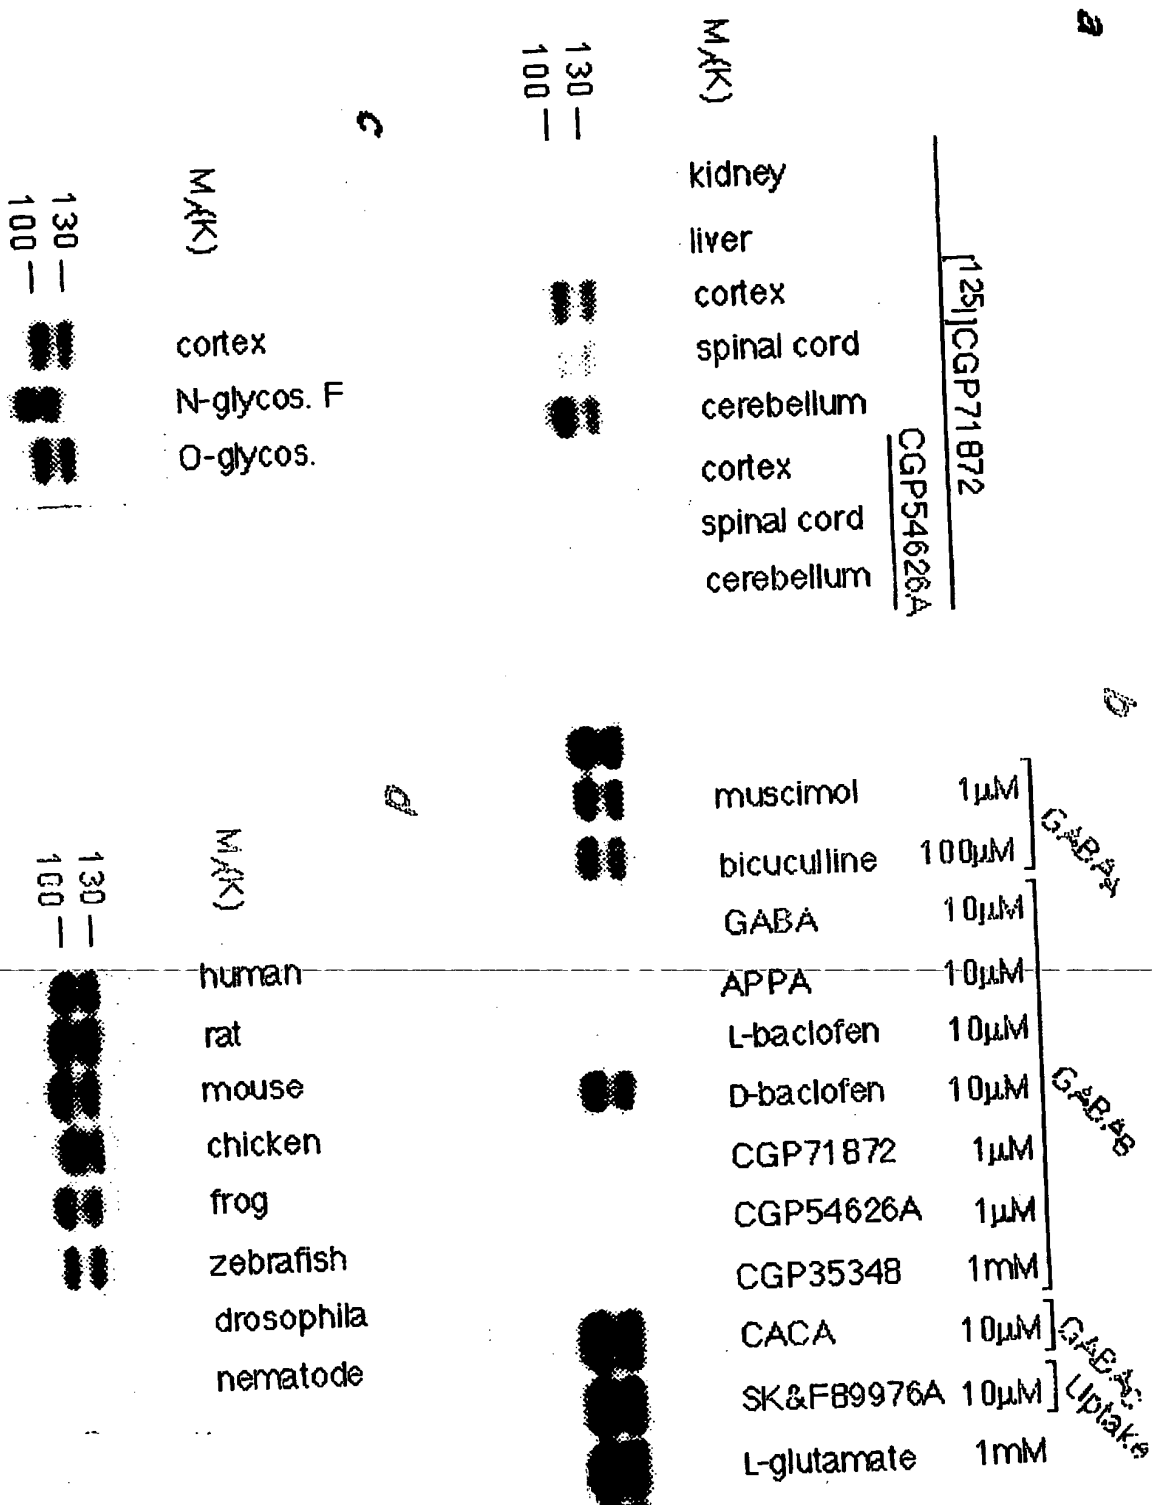 a
[125I]CGP71872
CGP54626A
Mr(K)
kidney
liver
cortex
spinal cord
cerebellum
cortex
spinal cord
cerebellum
130
100
b
GABAA
GABAB
GABAC
Uptake
muscimol 1µM
bicuculline 100µM
GABA 10µM
APPA 10µM
L-baclofen 10µM
D-baclofen 10µM
CGP71872 1µM
CGP54626A 1µM
CGP35348 1mM
CACA 10µM
SK&F89976A 10µM
L-glutamate 1mM
c
Mr(K)
cortex
N-glycos. F
O-glycos.
130
100
d
Mr(K)
human
rat
mouse
chicken
frog
zebrafish
drosophila
nematode
130
100